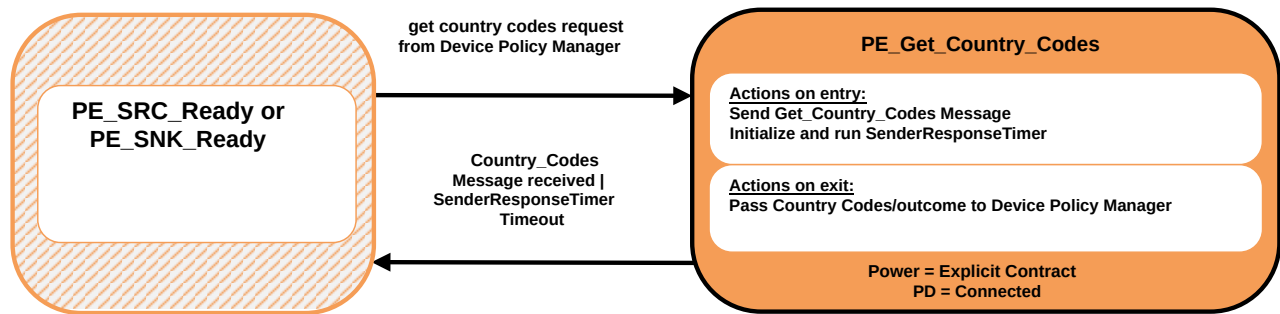 PE_SRC_Ready or
PE_SNK_Ready
get country codes request
from Device Policy Manager
Country_Codes
Message received |
SenderResponseTimer
Timeout
PE_Get_Country_Codes
Actions on entry:
Send Get_Country_Codes Message
Initialize and run SenderResponseTimer
Actions on exit:
Pass Country Codes/outcome to Device Policy Manager
Power = Explicit Contract
PD = Connected